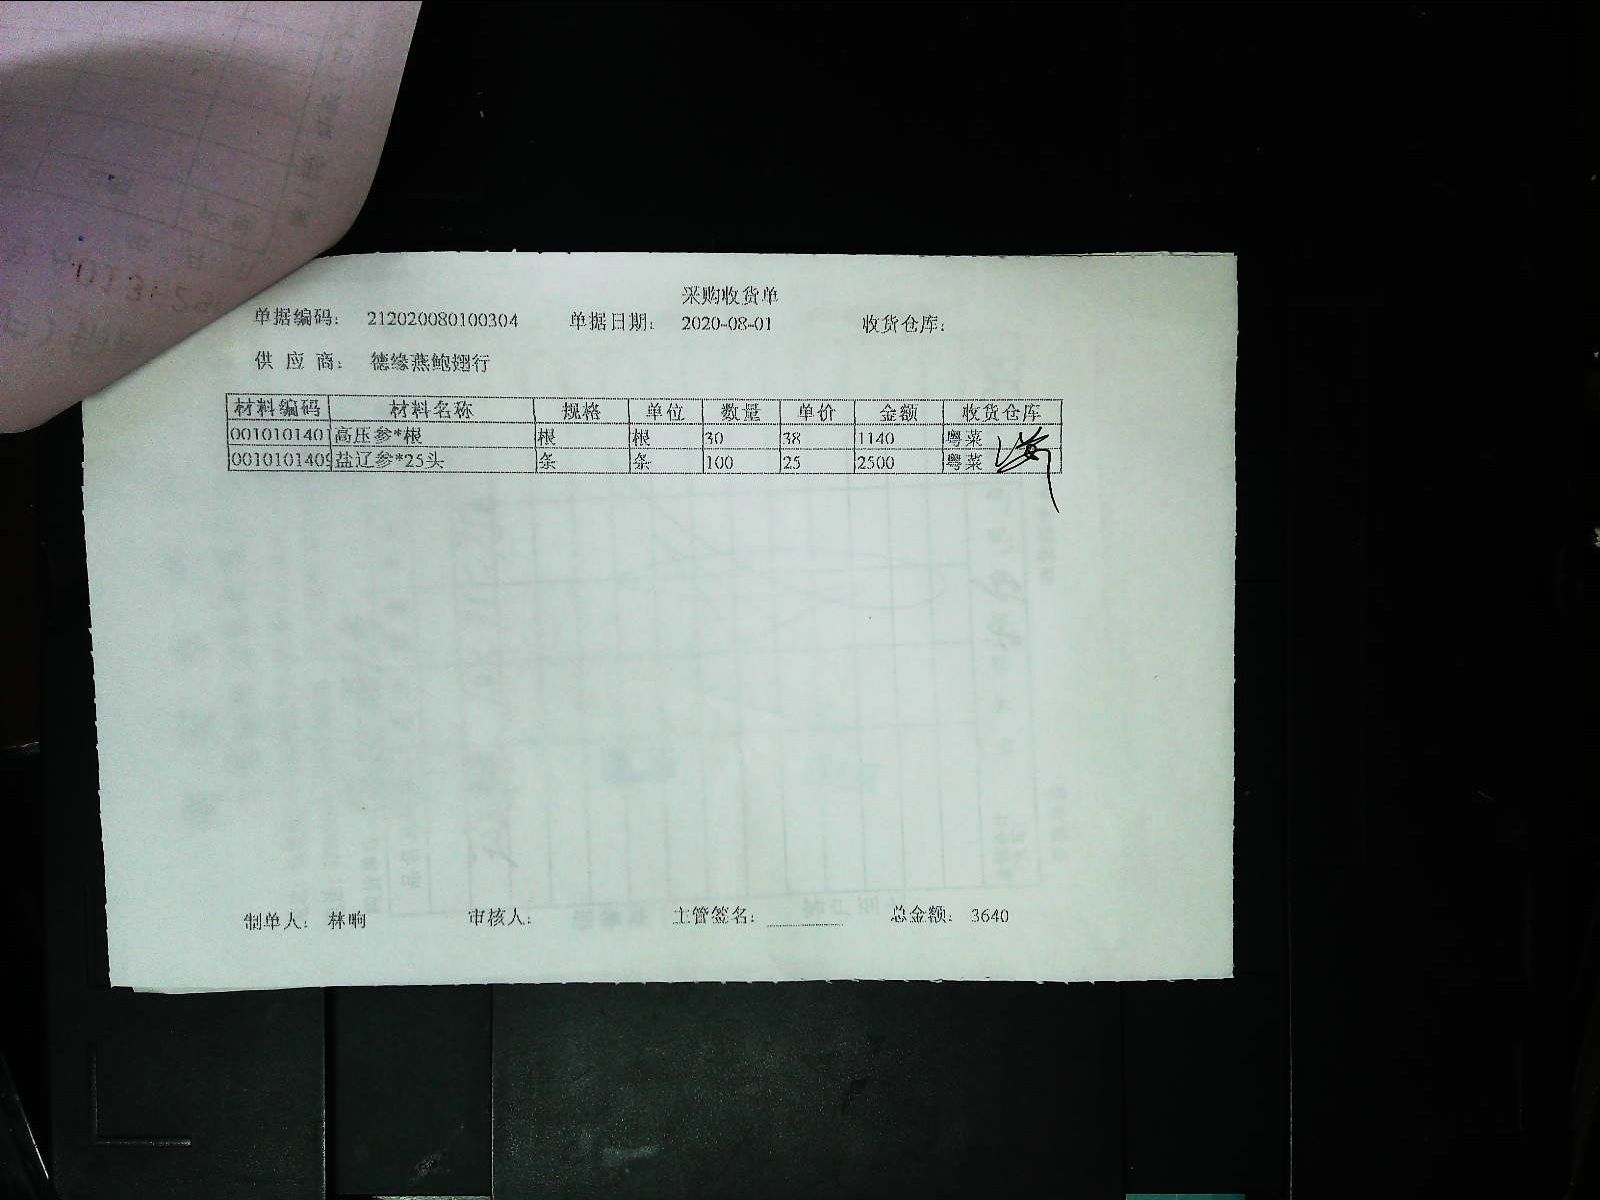 采购收货单
单据编码： 212020080100304 单据日期： 2020-08-01 收货仓库：
供应商： 德缘燕鲍翅行
材料编码 材料名称 规格 单位 数量 单价 金额 收货仓库
0010101401 高压参*根 根 根 30 38 1140 粤菜
0010101409 盐辽参*25头 条 条 100 25 2500 粤菜
制单人： 林晌 审核人： 主管签名： 总金额： 3640